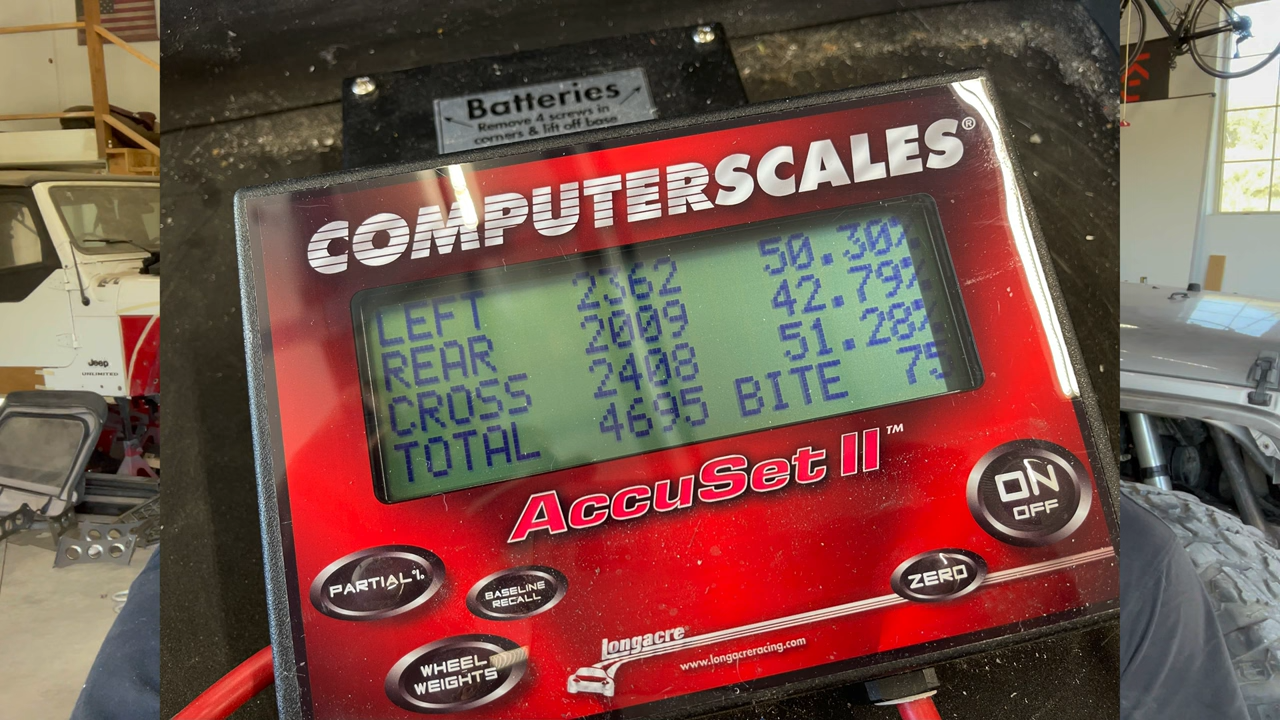 Batteries
Remove 4 screws in
corners & lift off base
COMPUTERSCALES®
LEFT 2362 50.30%
REAR 2009 42.79%
CROSS 2408 51.28%
TOTAL 4695 BITE 75
AccuSet II™
ON
OFF
PARTIAL%
BASELINE
RECALL
ZERO
WHEEL
WEIGHTS
longacre®
www.longacreracing.com
Jeep
UNLIMITED